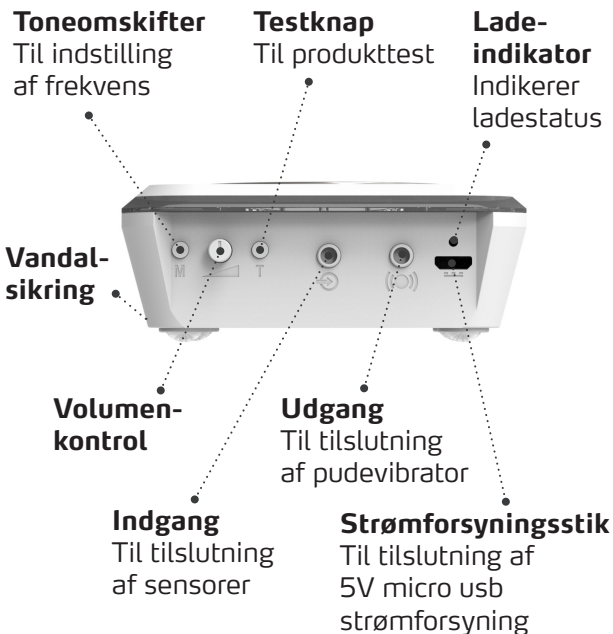 Toneomskifter
Til indstilling
af frekvens
Testknap
Til produkttest
Lade-
indikator
Indikerer
ladestatus
Vandal-
sikring
M
T
Volumen-
kontrol
Udgang
Til tilslutning
af pudevibrator
Indgang
Til tilslutning
af sensorer
Strømforsyningsstik
Til tilslutning af
5V micro usb
strømforsyning